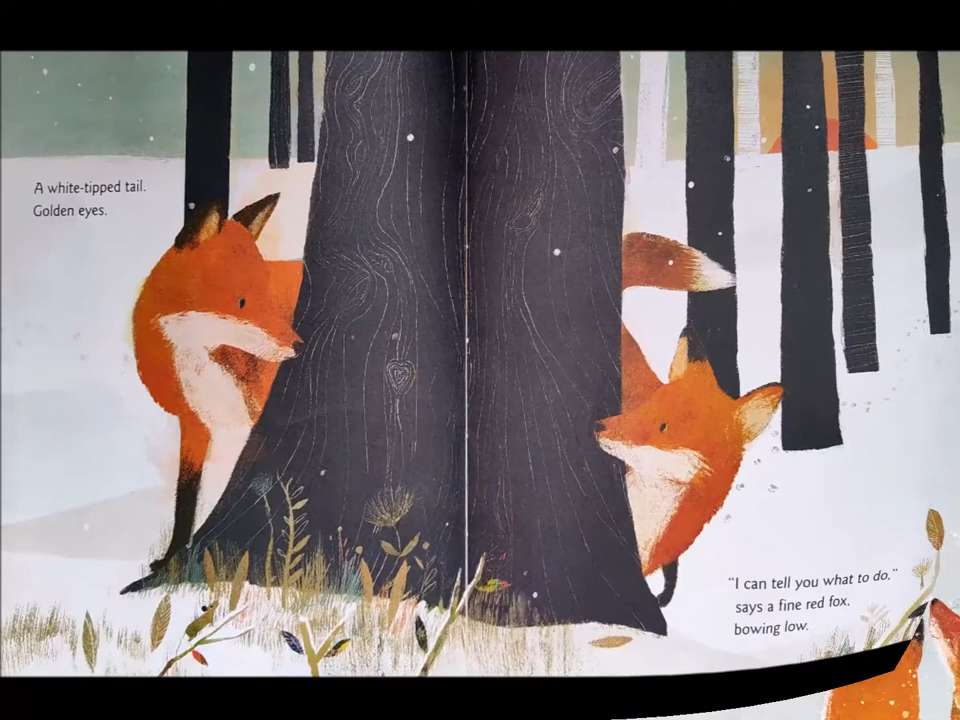 A white-tipped tail.
Golden eyes.
"I can tell you what to do."
says a fine red fox,
bowing low.